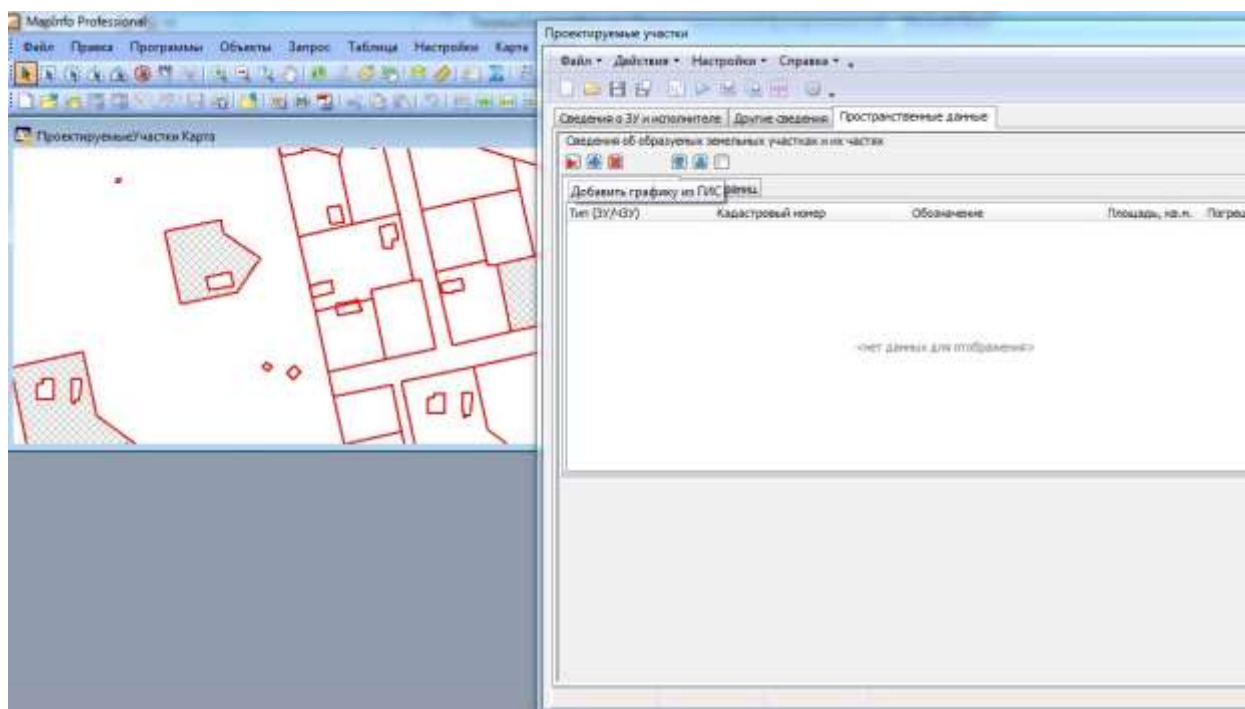 MapInfo Professional
Файл Правка Программы Объекты Запрос Таблица Настройки Карта
ПроектируемыеУчастки Карта
Проектируемые участки
Файл Действия Настройки Справка
Сведения о ЗУ и исполнителе Другие сведения Пространственные данные
Сведения об образуемых земельных участках и их частях
Добавить графику из ГИС
Тип (ЗУ/ЧЗУ) Кадастровый номер Обозначение Площадь, кв.м. Погреш
<нет данных для отображения>